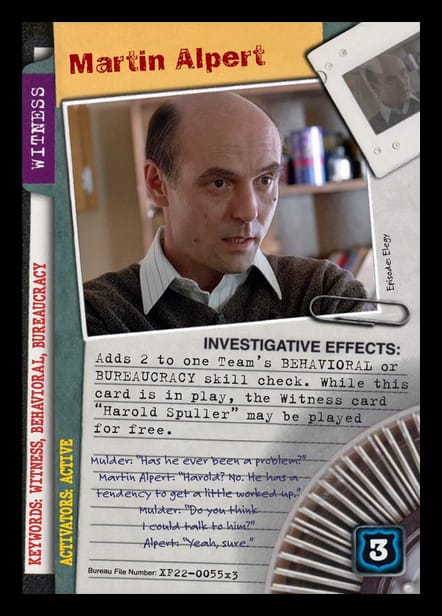 Martin Alpert
WITNESS
KEYWORDS: WITNESS, BEHAVIORAL, BUREAUCRACY
ACTIVATORS: ACTIVE
Episode: Elegy
INVESTIGATIVE EFFECTS:
Adds 2 to one Team's BEHAVIORAL or
BUREAUCRACY skill check. While this
card is in play, the Witness card
"Harold Spuller" may be played
for free.
Mulder: "Has he ever been a problem?"
Martin Alpert: "Harold? No. He has a
tendency to get a little worked up."
Mulder: "Do you think
I could talk to him?"
Alpert: "Yeah, sure."
Bureau File Number: XF22-0055x3
3